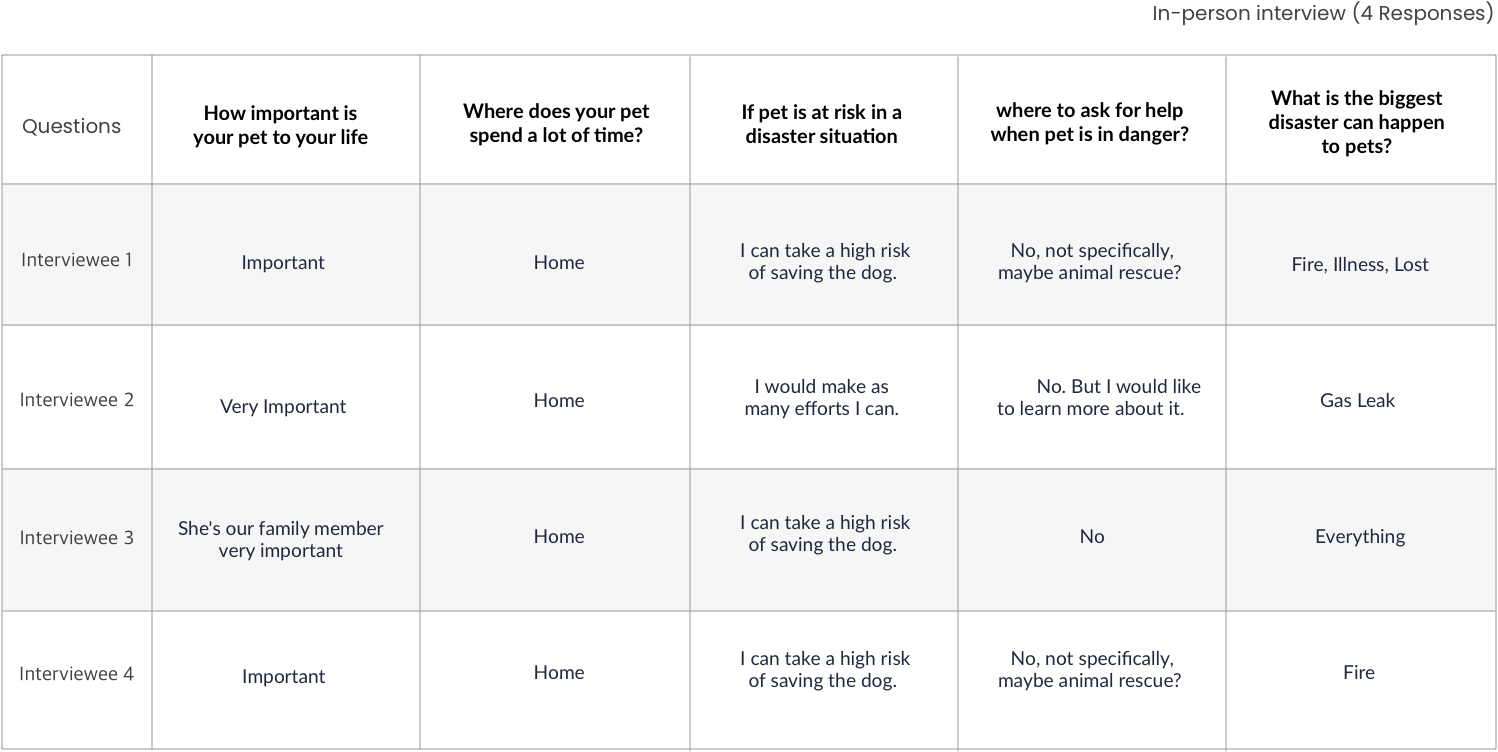 In-person interview (4 Responses)
Questions
How important is
your pet to your life
Where does your pet
spend a lot of time?
If pet is at risk in a
disaster situation
where to ask for help
when pet is in danger?
What is the biggest
disaster can happen
to pets?
Interviewee 1
Important
Home
I can take a high risk
of saving the dog.
No, not specifically,
maybe animal rescue?
Fire, Illness, Lost
Interviewee 2
Very Important
Home
I would make as
many efforts I can.
No. But I would like
to learn more about it.
Gas Leak
Interviewee 3
She's our family member
very important
Home
I can take a high risk
of saving the dog.
No
Everything
Interviewee 4
Important
Home
I can take a high risk
of saving the dog.
No, not specifically,
maybe animal rescue?
Fire